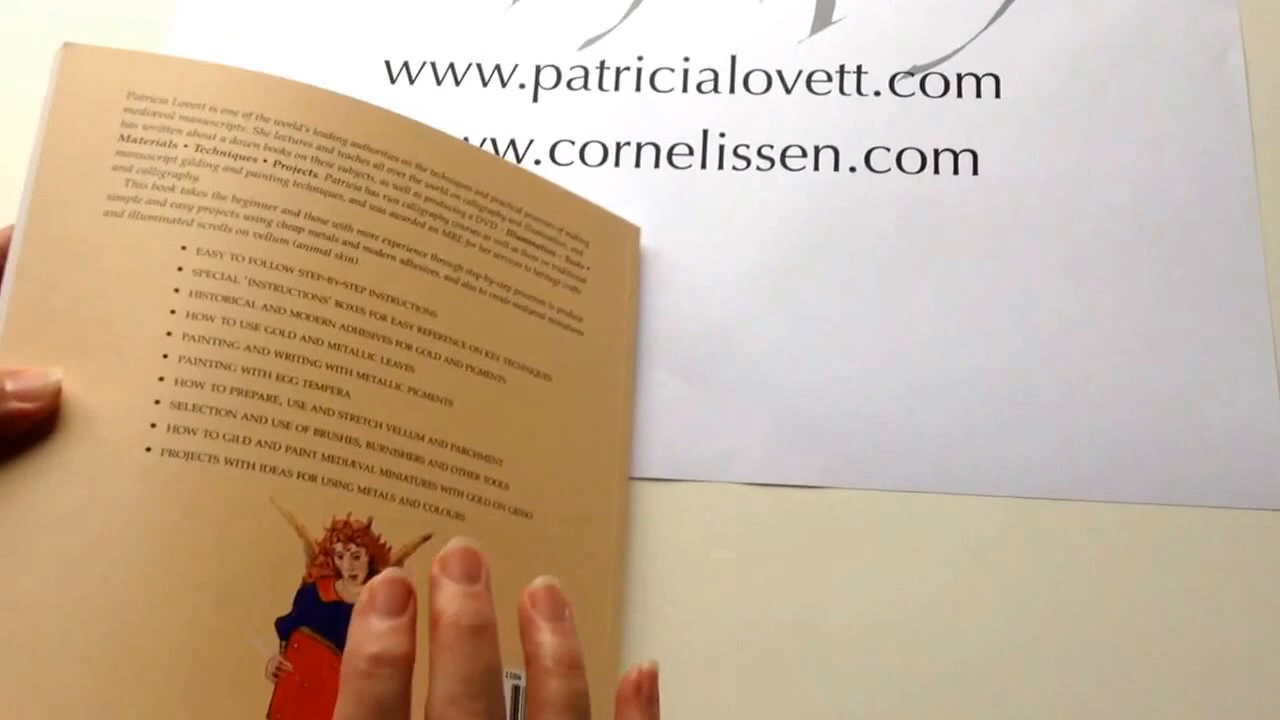 www.patricialovett.com
www.cornelissen.com
Patricia Lovett is one of the world's leading authorities on the techniques and practical processes of making
mediæval manuscripts. She lectures and teaches all over the world on calligraphy and illumination, and
has written about a dozen books on these subjects, as well as producing a DVD - Illumination - Tools •
Materials • Techniques • Projects. Patricia has run calligraphy courses as well as those on traditional
manuscript gilding and painting techniques, and was awarded an MBE for her services to heritage crafts
and calligraphy.
This book takes the beginner and those with more experience through step-by-step processes to produce
simple and easy projects using cheap metals and modern adhesives, and also to create mediæval miniatures
and illuminated scrolls on vellum (animal skin).
• EASY TO FOLLOW STEP-BY-STEP INSTRUCTIONS
• SPECIAL "INSTRUCTIONS" BOXES FOR EASY REFERENCE ON KEY TECHNIQUES
• HISTORICAL AND MODERN ADHESIVES FOR GOLD AND PIGMENTS
• HOW TO USE GOLD AND METALLIC LEAVES
• PAINTING AND WRITING WITH METALLIC PIGMENTS
• PAINTING WITH EGG TEMPERA
• HOW TO PREPARE, USE AND STRETCH VELLUM AND PARCHMENT
• SELECTION AND USE OF BRUSHES, BURNISHERS AND OTHER TOOLS
• HOW TO GILD AND PAINT MEDIÆVAL MINIATURES WITH GOLD ON GESSO
• PROJECTS WITH IDEAS FOR USING METALS AND COLOURS
ISBN